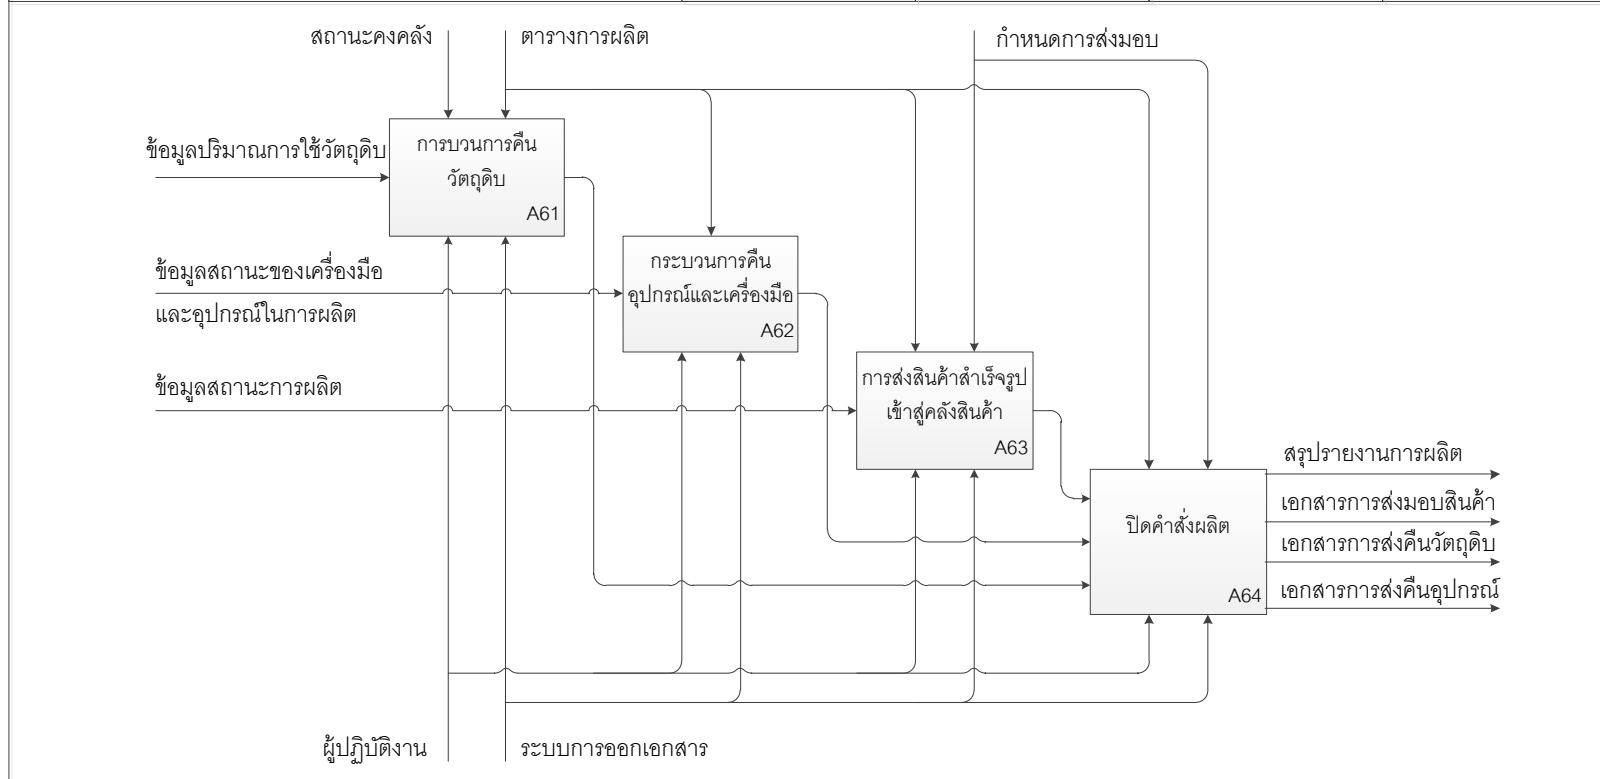 สถานะคงคลัง
ตารางการผลิต
กำหนดการส่งมอบ
ข้อมูลปริมาณการใช้วัตถุดิบ
การบวนการคืน
วัตถุดิบ
A61
ข้อมูลสถานะของเครื่องมือ
และอุปกรณ์ในการผลิต
กระบวนการคืน
อุปกรณ์และเครื่องมือ
A62
ข้อมูลสถานะการผลิต
การส่งสินค้าสำเร็จรูป
เข้าสู่คลังสินค้า
A63
ปิดคำสั่งผลิต
A64
สรุปรายงานการผลิต
เอกสารการส่งมอบสินค้า
เอกสารการส่งคืนวัตถุดิบ
เอกสารการส่งคืนอุปกรณ์
ผู้ปฏิบัติงาน
ระบบการออกเอกสาร